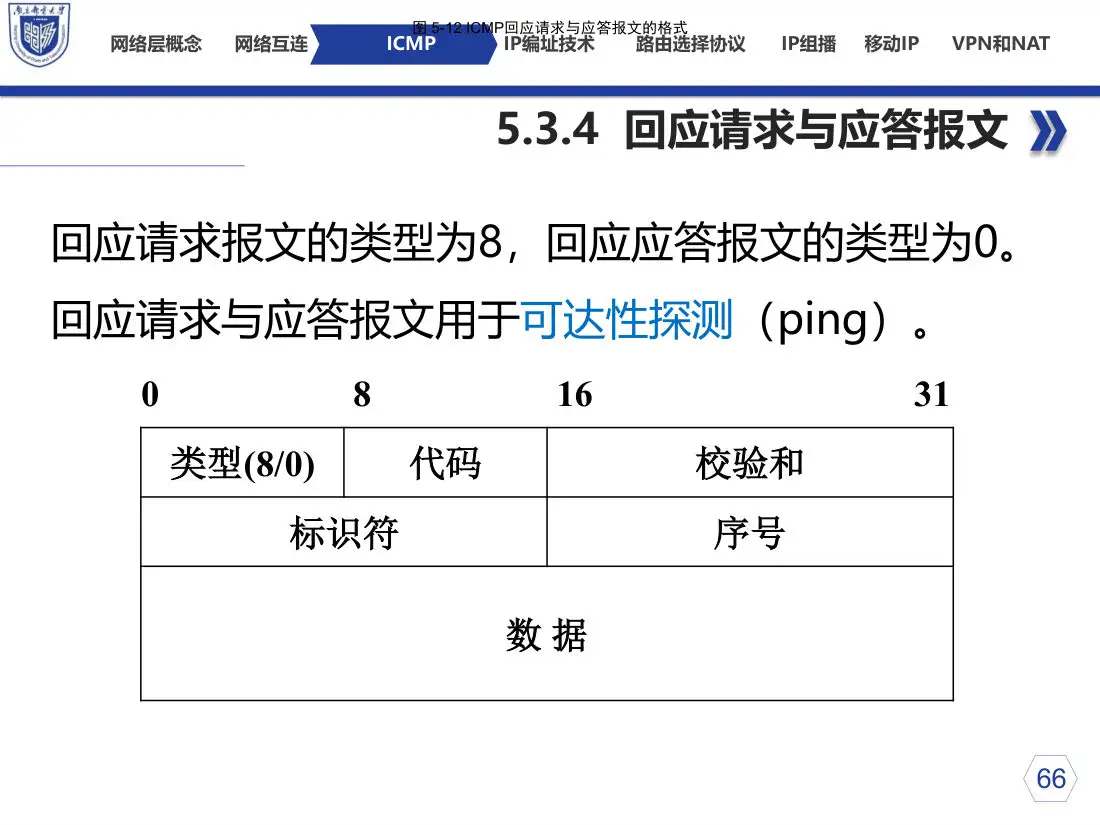 图 5-12 ICMP回应请求与应答报文的格式
网络层概念 网络互连 ICMP IP编址技术 路由选择协议 IP组播 移动IP VPN和NAT
5.3.4 回应请求与应答报文
回应请求报文的类型为8，回应应答报文的类型为0。
回应请求与应答报文用于可达性探测（ping）。
0 8 16 31
类型(8/0) 代码 校验和
标识符 序号
数 据
66